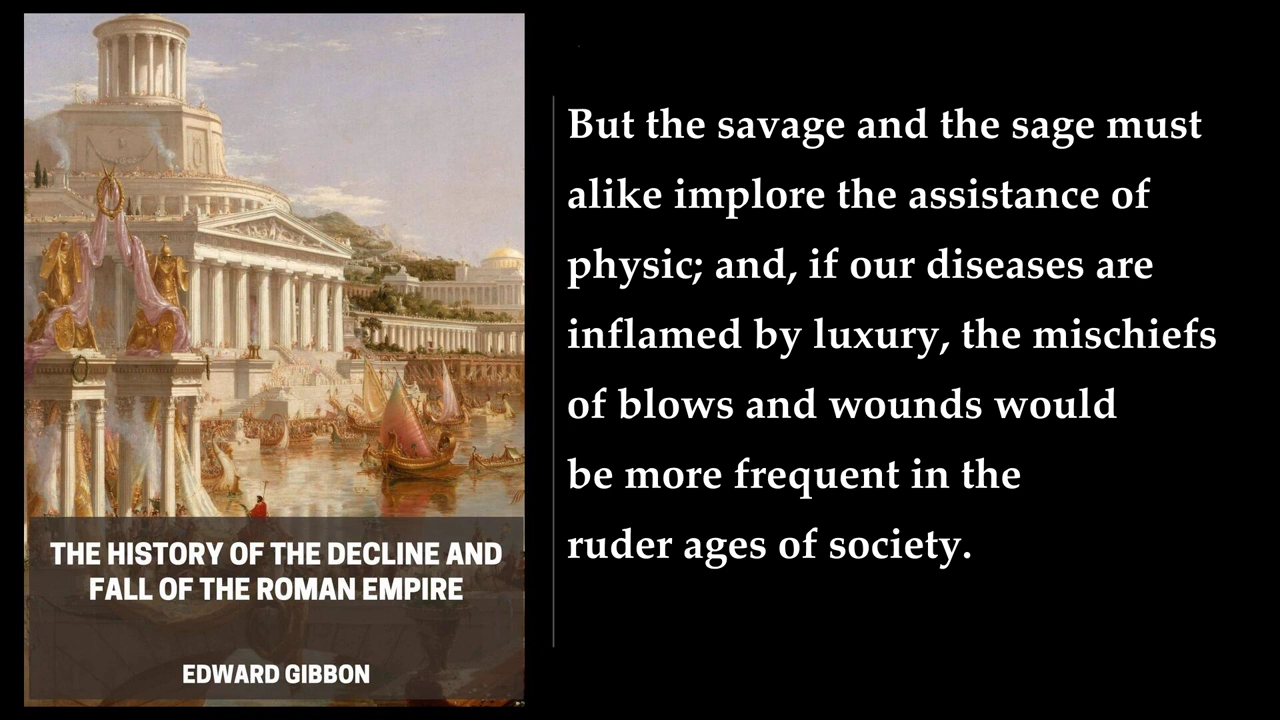 THE HISTORY OF THE DECLINE AND
FALL OF THE ROMAN EMPIRE
EDWARD GIBBON
But the savage and the sage must
alike implore the assistance of
physic; and, if our diseases are
inflamed by luxury, the mischiefs
of blows and wounds would
be more frequent in the
ruder ages of society.